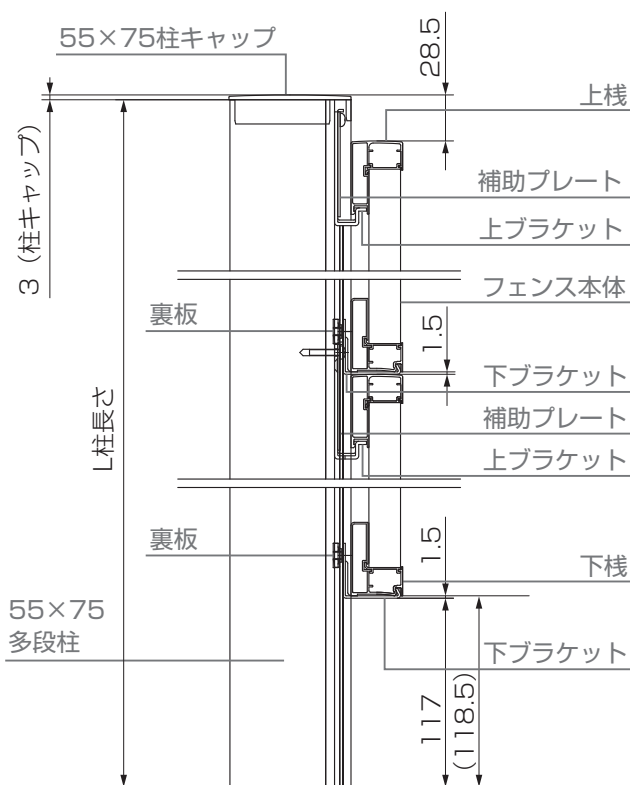 55×75柱キャップ
28.5
上桟
3（柱キャップ）
補助プレート
上ブラケット
フェンス本体
裏板
1.5
下ブラケット
L柱長さ
補助プレート
上ブラケット
裏板
1.5
下桟
55×75
多段柱
下ブラケット
117
(118.5)